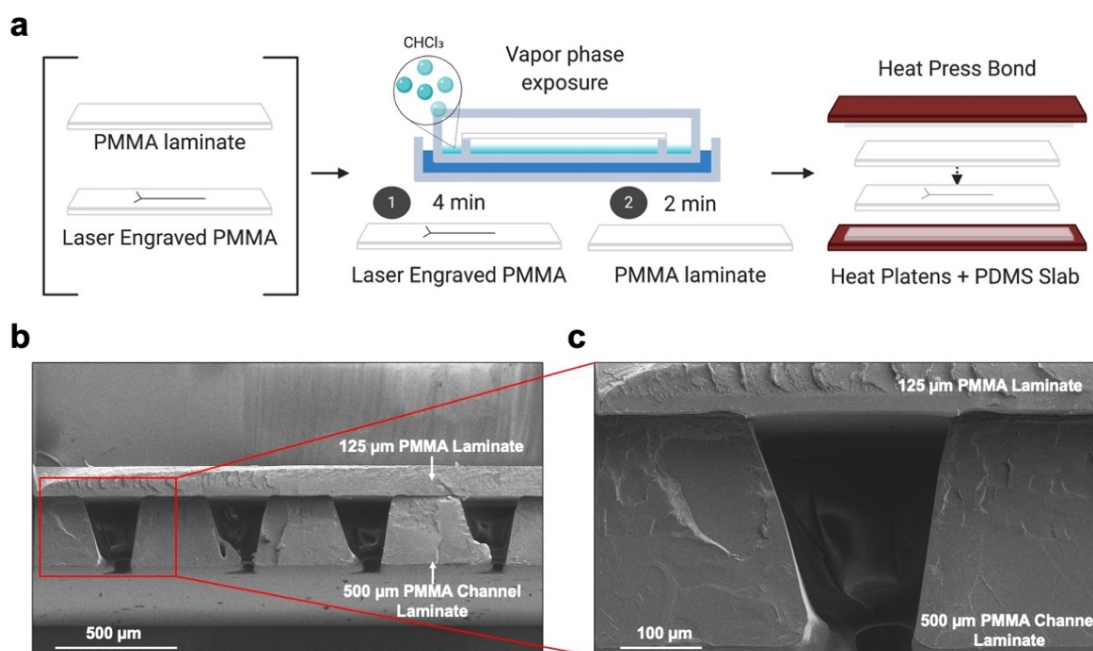 a
CHCl₃
Vapor phase
exposure
Heat Press Bond
PMMA laminate
Laser Engraved PMMA
1
4 min
2
2 min
Laser Engraved PMMA
PMMA laminate
Heat Platens + PDMS Slab
b
125 µm PMMA Laminate
500 µm PMMA Channel
Laminate
500 µm
c
125 µm PMMA Laminate
500 µm PMMA Channel
Laminate
100 µm